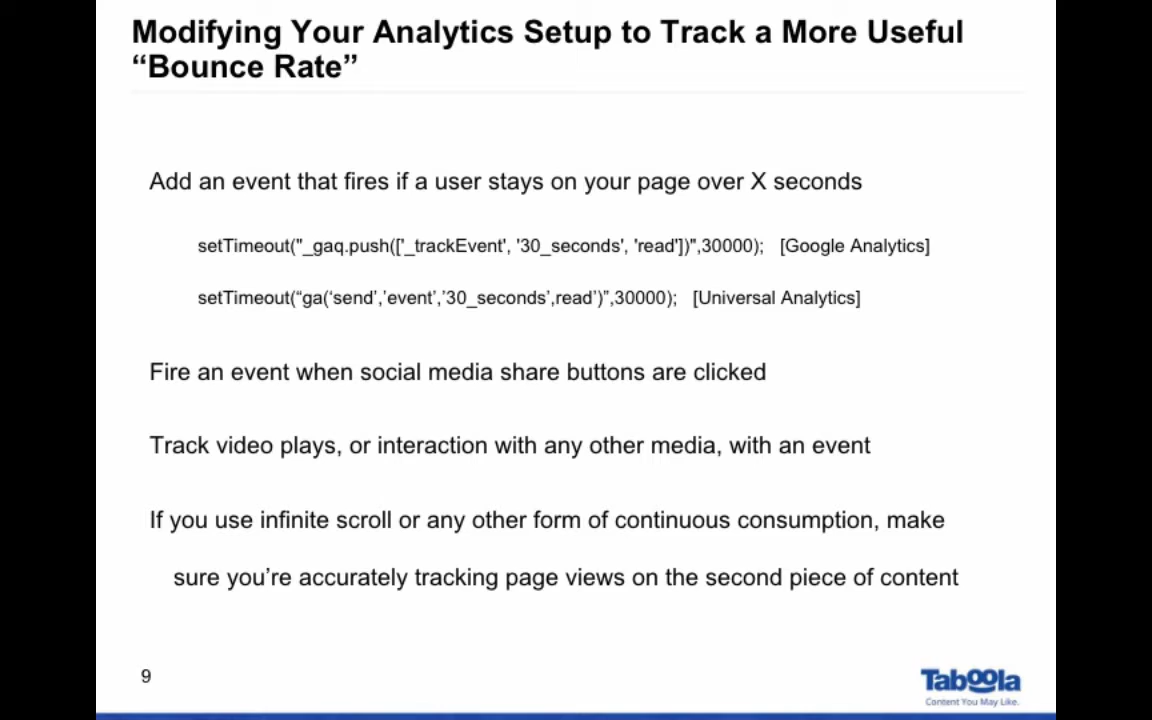 Modifying Your Analytics Setup to Track a More Useful
“Bounce Rate”
Add an event that fires if a user stays on your page over X seconds
setTimeout("_gaq.push(['_trackEvent', '30_seconds', 'read'])",30000); [Google Analytics]
setTimeout(“ga(‘send’,’event’,’30_seconds’,read’)”,30000); [Universal Analytics]
Fire an event when social media share buttons are clicked
Track video plays, or interaction with any other media, with an event
If you use infinite scroll or any other form of continuous consumption, make
sure you’re accurately tracking page views on the second piece of content
9
Taboola
Content You May Like.